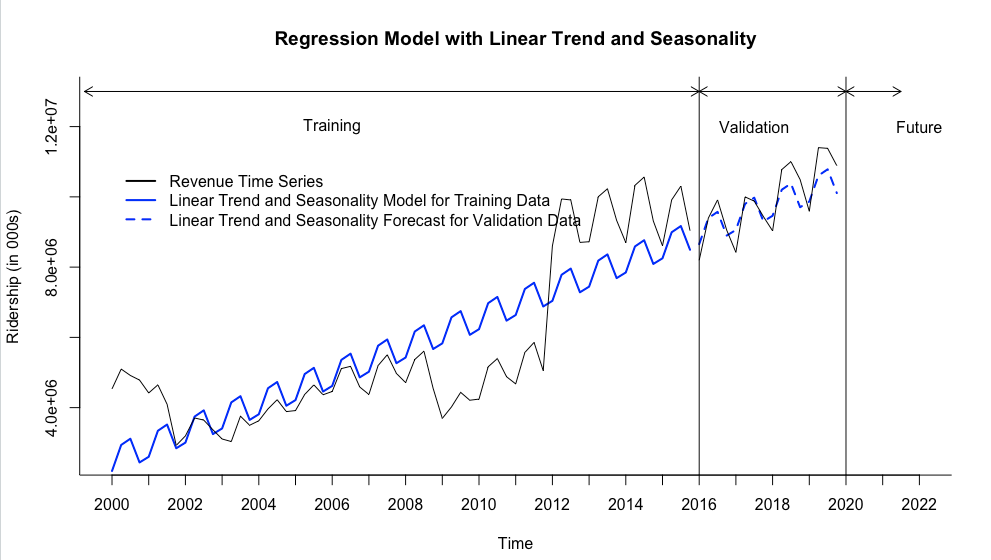 Regression Model with Linear Trend and Seasonality
Training
Validation
Future
Revenue Time Series
Linear Trend and Seasonality Model for Training Data
Linear Trend and Seasonality Forecast for Validation Data
Ridership (in 000s)
1.2e+07
8.0e+06
4.0e+06
2000 2002 2004 2006 2008 2010 2012 2014 2016 2018 2020 2022
Time